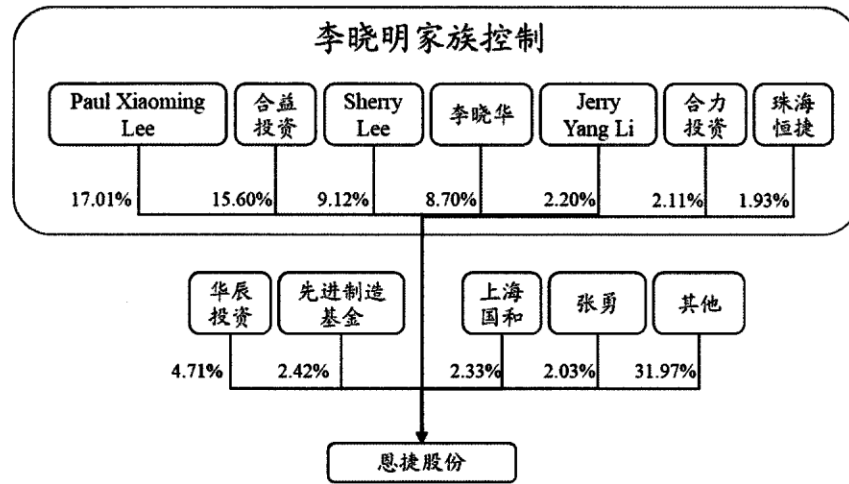 李晓明家族控制
Paul Xiaoming
Lee
合益
投资
Sherry
Lee
李晓华
Jerry
Yang Li
合力
投资
珠海
恒捷
17.01%
15.60%
9.12%
8.70%
2.20%
2.11%
1.93%
华辰
投资
先进制造
基金
上海
国和
张勇
其他
4.71%
2.42%
2.33%
2.03%
31.97%
恩捷股份